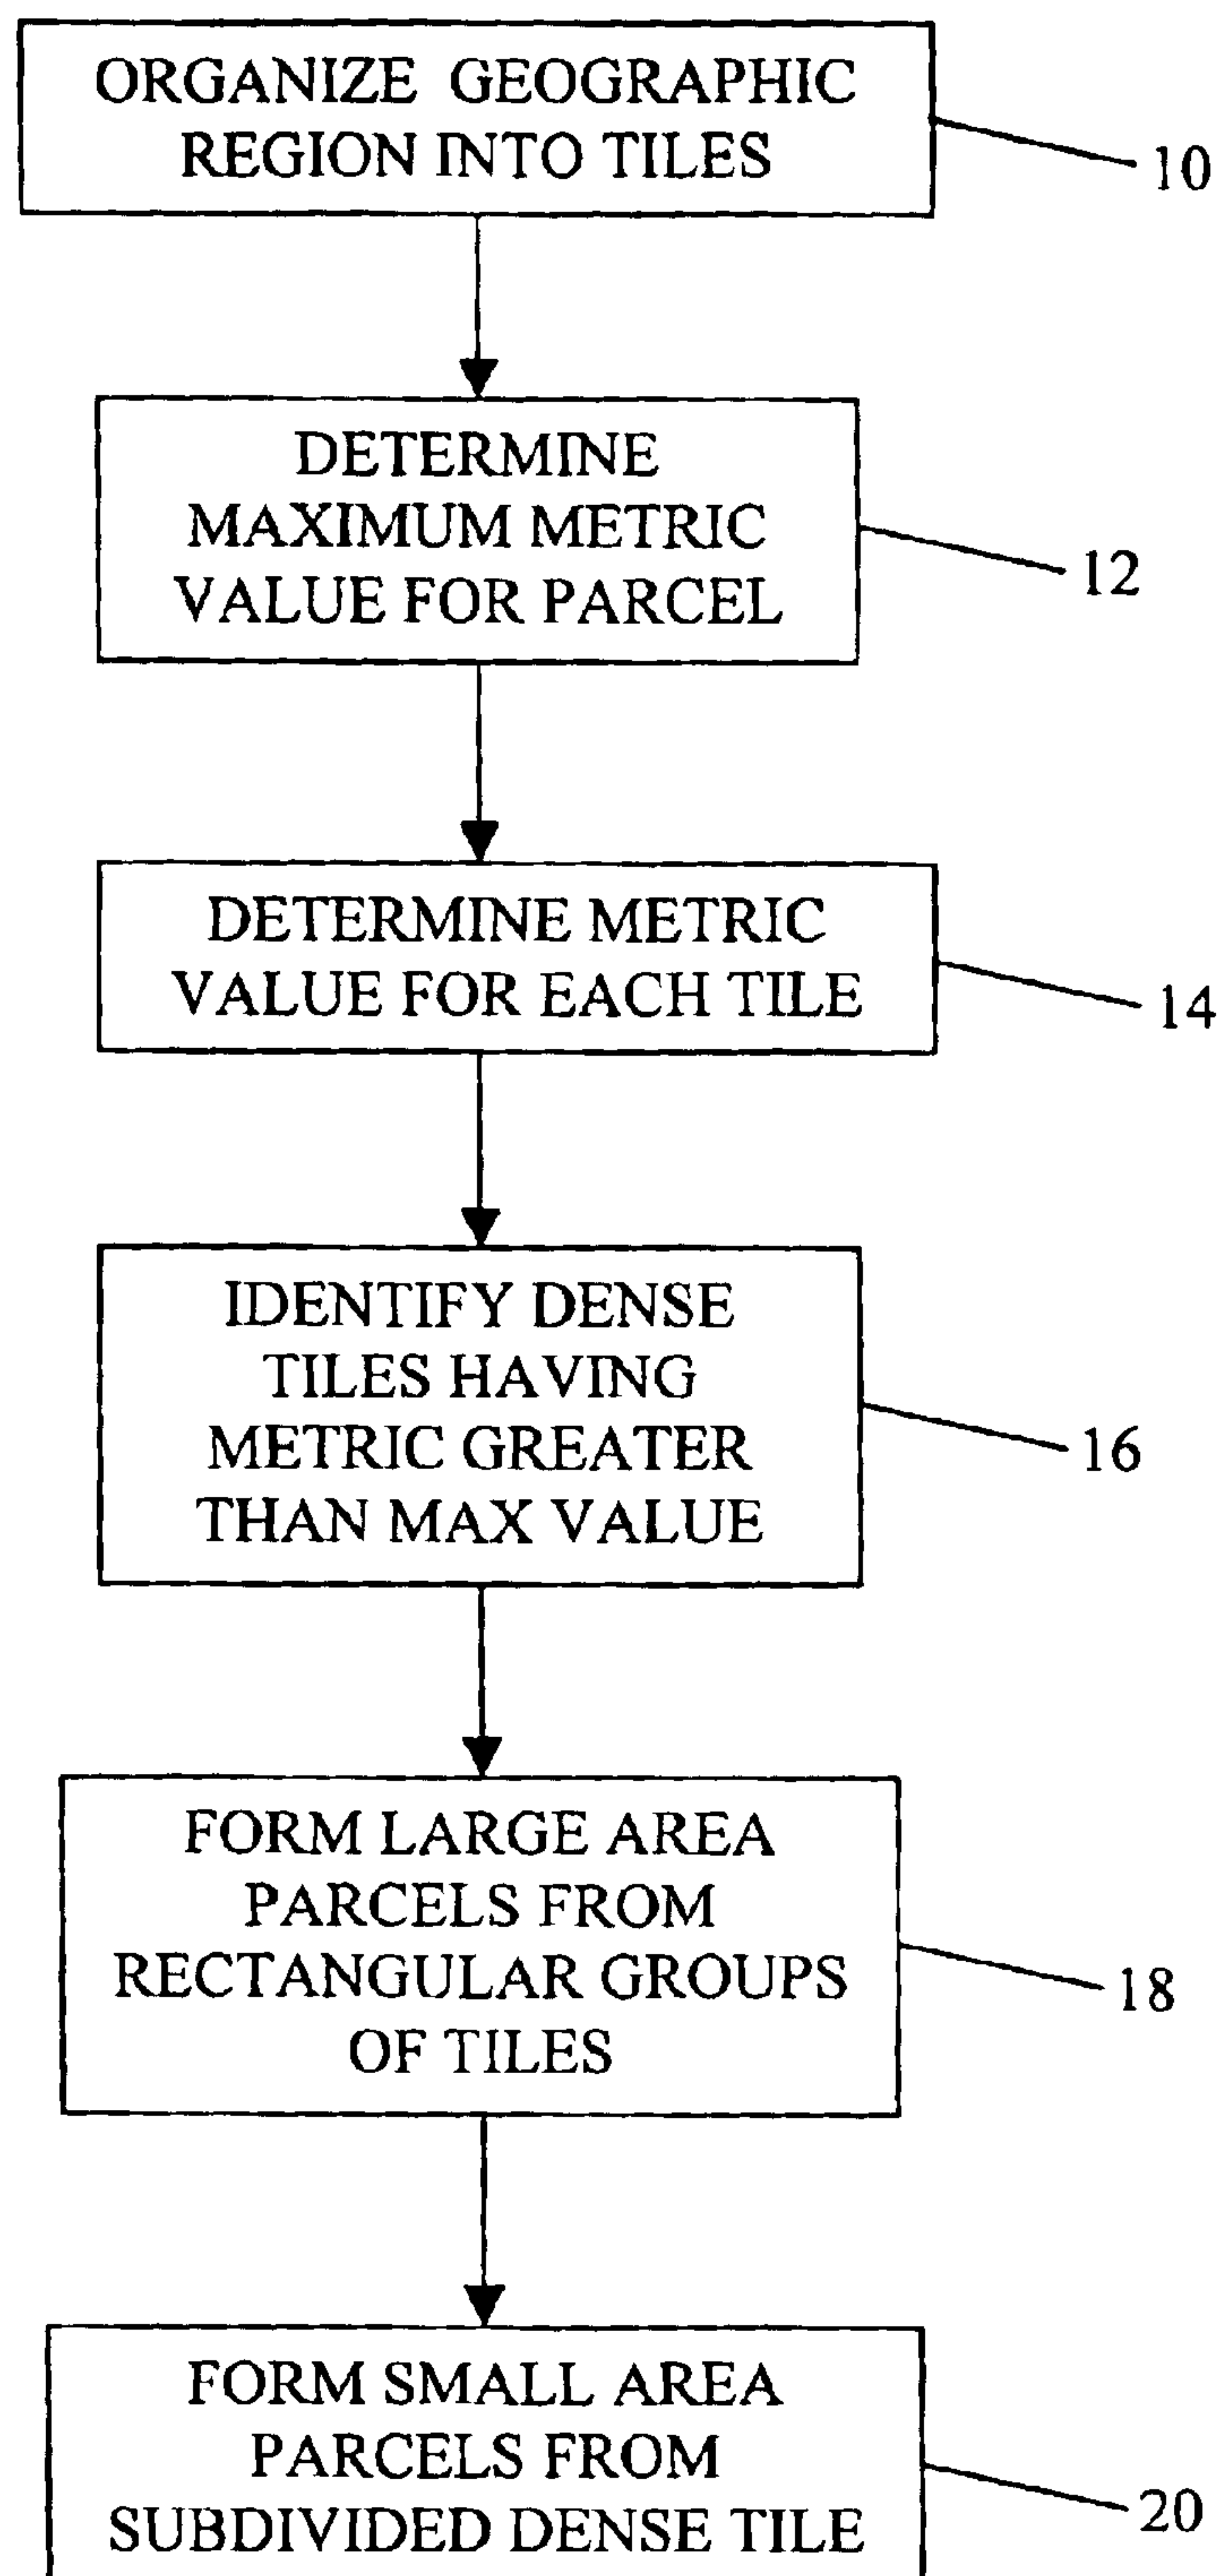 ORGANIZE GEOGRAPHIC
REGION INTO TILES
10
DETERMINE
MAXIMUM METRIC
VALUE FOR PARCEL
12
DETERMINE METRIC
VALUE FOR EACH TILE
14
IDENTIFY DENSE
TILES HAVING
METRIC GREATER
THAN MAX VALUE
16
FORM LARGE AREA
PARCELS FROM
RECTANGULAR GROUPS
OF TILES
18
FORM SMALL AREA
PARCELS FROM
SUBDIVIDED DENSE TILE
20